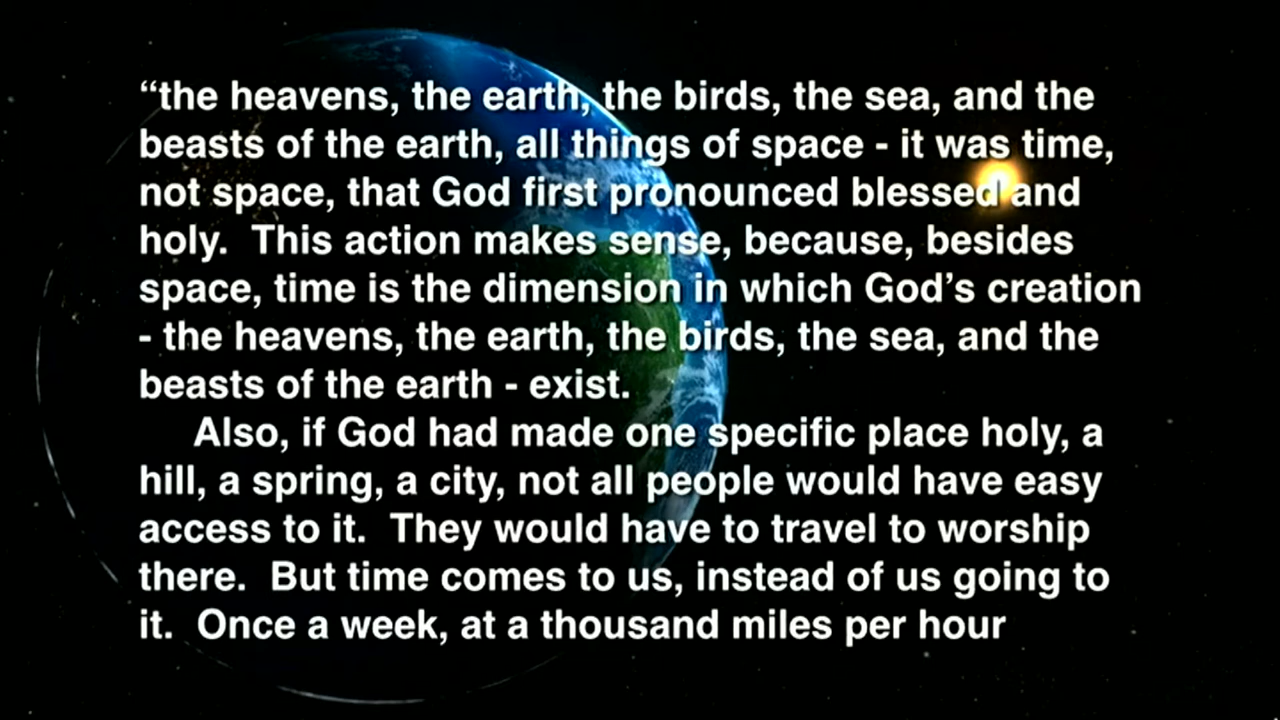 “the heavens, the earth, the birds, the sea, and the
beasts of the earth, all things of space - it was time,
not space, that God first pronounced blessed and
holy.  This action makes sense, because, besides
space, time is the dimension in which God’s creation
- the heavens, the earth, the birds, the sea, and the
beasts of the earth - exist.
Also, if God had made one specific place holy, a
hill, a spring, a city, not all people would have easy
access to it.  They would have to travel to worship
there.  But time comes to us, instead of us going to
it.  Once a week, at a thousand miles per hour